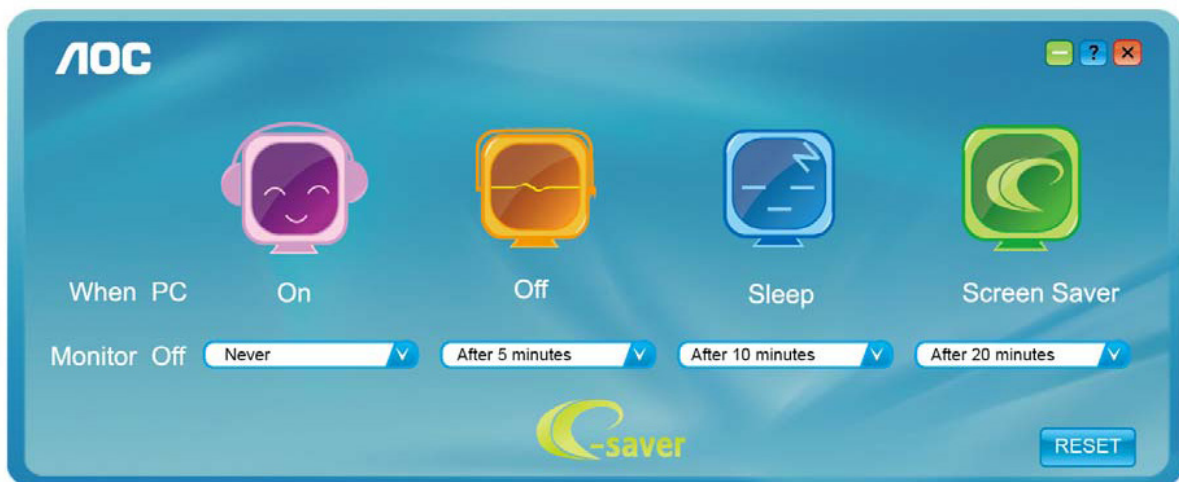 AOC
?
When PC On Off Sleep Screen Saver
Monitor Off Never After 5 minutes After 10 minutes After 20 minutes
e-saver
RESET